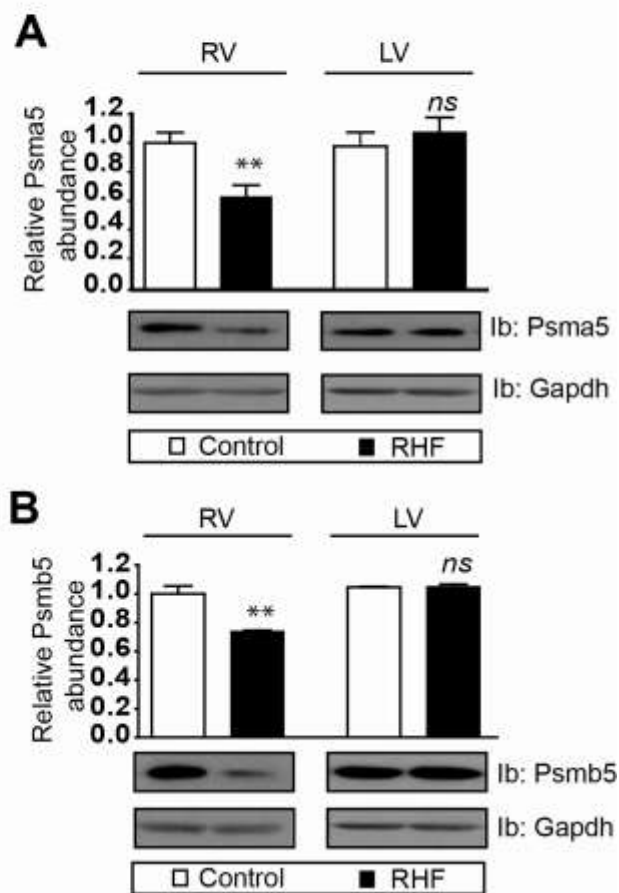 A
RV LV
Relative Psma5
abundance
1.2
1.0
0.8
0.6
0.4
0.2
0.0
**
ns
Ib: Psma5
Ib: Gapdh
Control RHF
B
RV LV
Relative Psmb5
abundance
1.2
1.0
0.8
0.6
0.4
0.2
0.0
**
ns
Ib: Psmb5
Ib: Gapdh
Control RHF